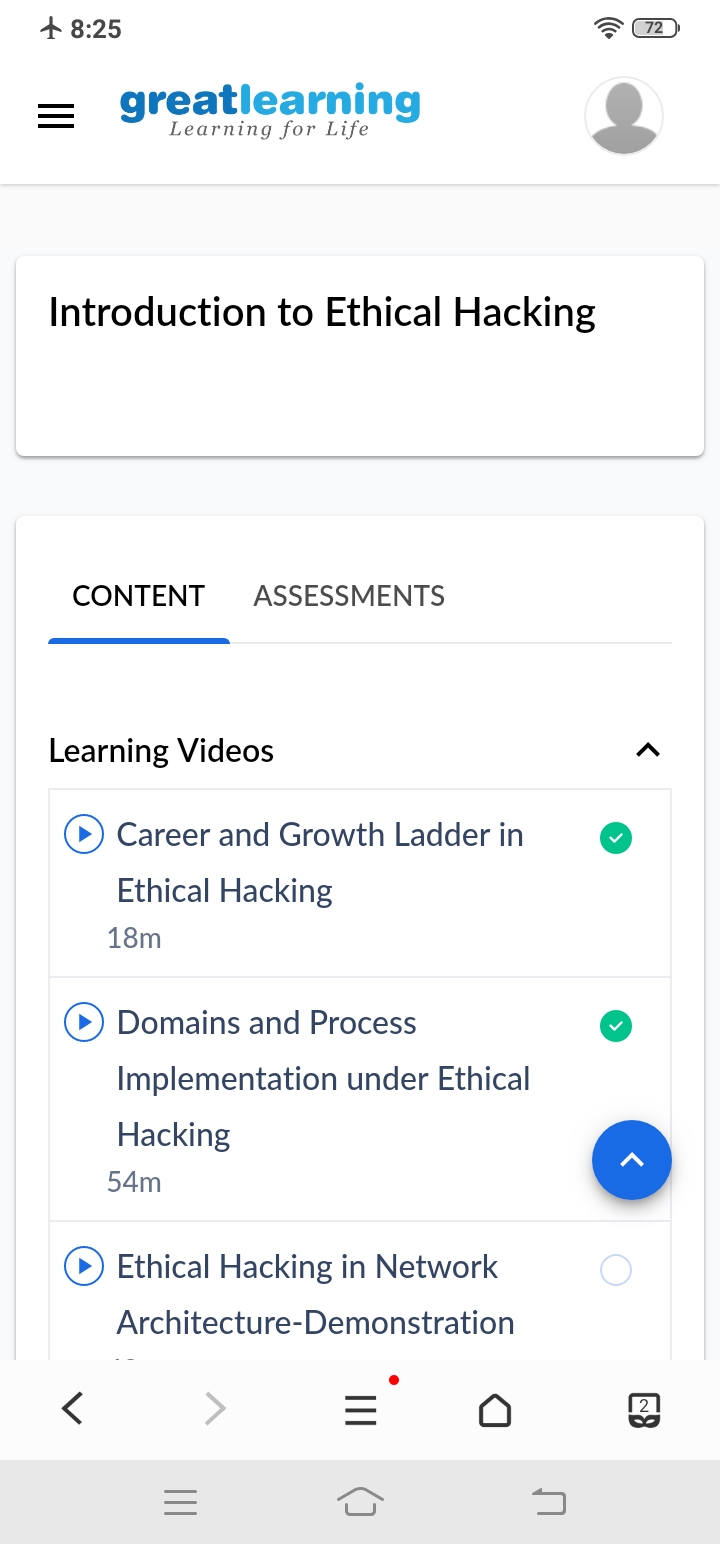 8:25
72
greatlearning
Learning for Life
Introduction to Ethical Hacking
CONTENT
ASSESSMENTS
Learning Videos
Career and Growth Ladder in
Ethical Hacking
18m
Domains and Process
Implementation under Ethical
Hacking
54m
Ethical Hacking in Network
Architecture-Demonstration
2